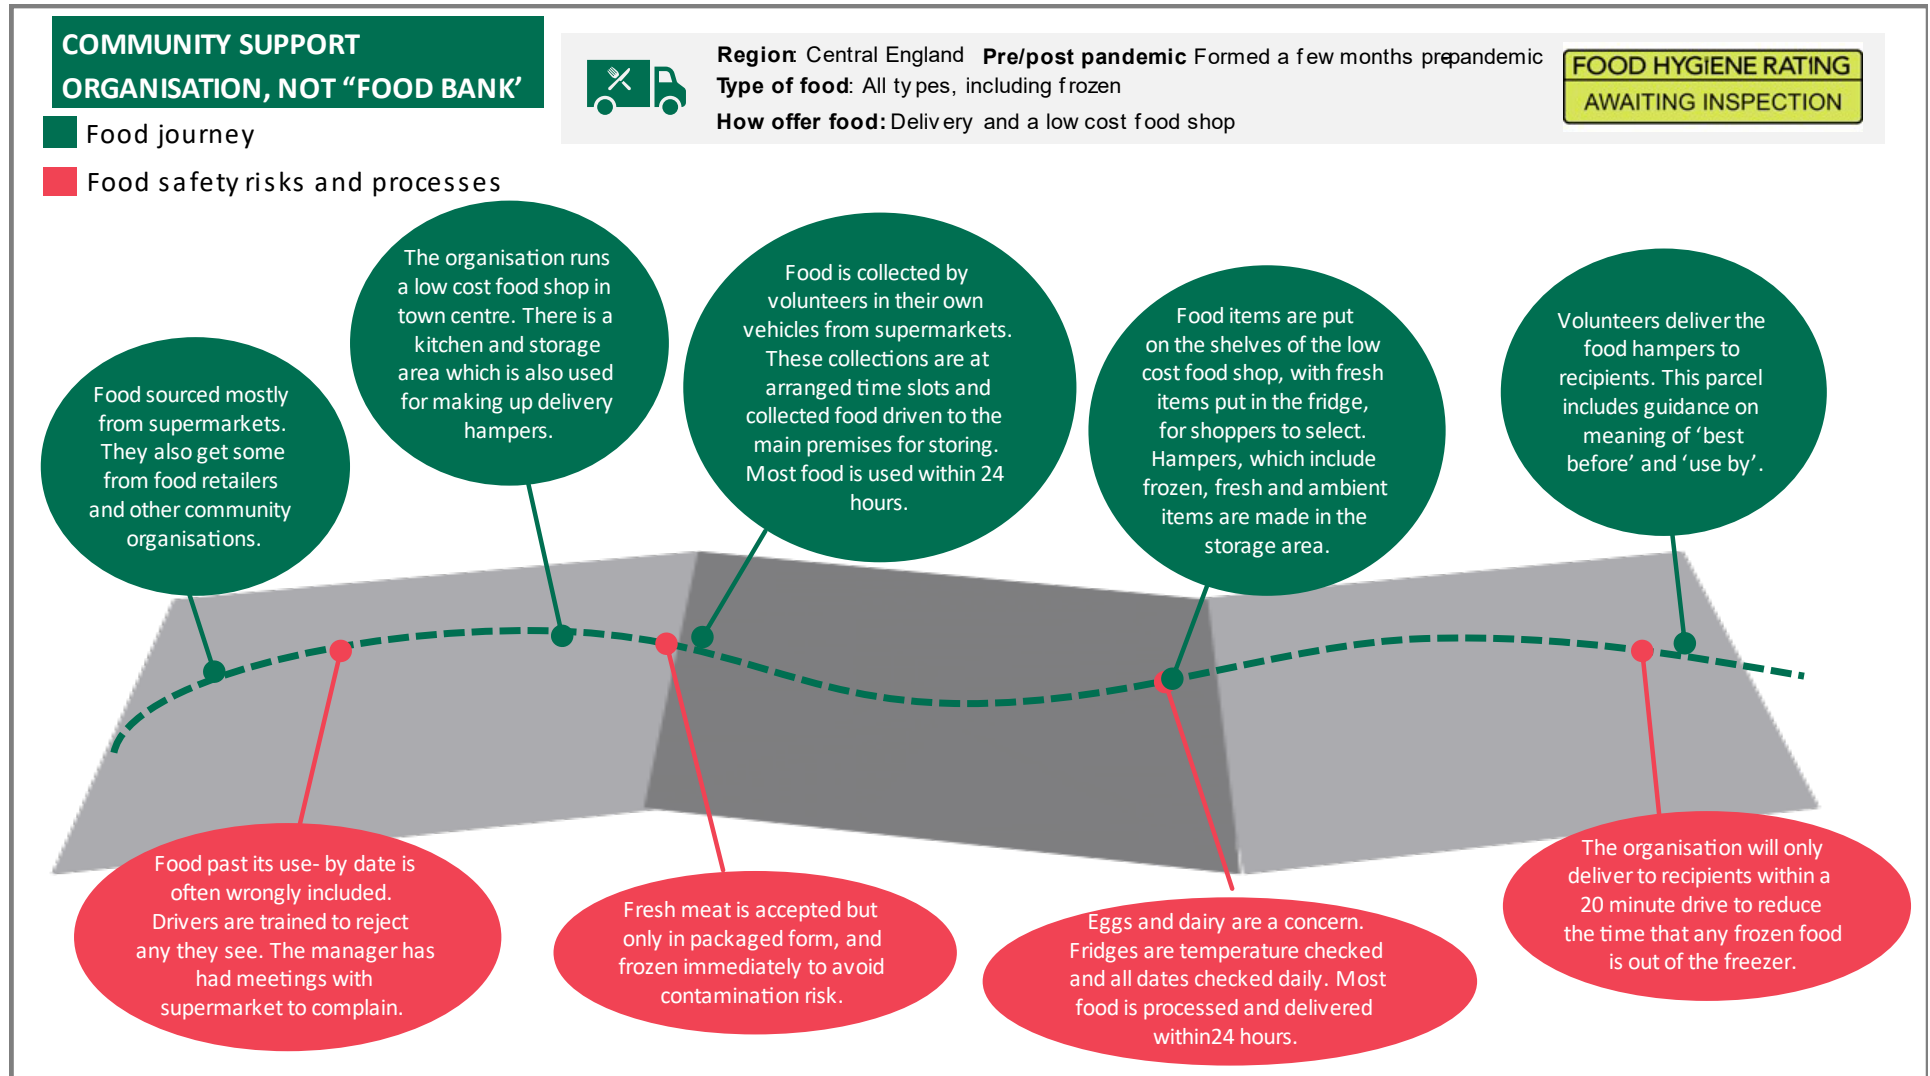 COMMUNITY SUPPORT
ORGANISATION, NOT “FOOD BANK’
Region: Central England Pre/post pandemic Formed a few months prepandemic
Type of food: All types, including frozen
How offer food: Delivery and a low cost food shop
FOOD HYGIENE RATING
AWAITING INSPECTION
Food journey
Food safety risks and processes
Food sourced mostly
from supermarkets.
They also get some
from food retailers
and other community
organisations.
The organisation runs
a low cost food shop in
town centre. There is a
kitchen and storage
area which is also used
for making up delivery
hampers.
Food is collected by
volunteers in their own
vehicles from supermarkets.
These collections are at
arranged time slots and
collected food driven to the
main premises for storing.
Most food is used within 24
hours.
Food items are put
on the shelves of the low
cost food shop, with fresh
items put in the fridge,
for shoppers to select.
Hampers, which include
frozen, fresh and ambient
items are made in the
storage area.
Volunteers deliver the
food hampers to
recipients. This parcel
includes guidance on
meaning of ‘best
before’ and ‘use by’.
Food past its use- by date is
often wrongly included.
Drivers are trained to reject
any they see. The manager has
had meetings with
supermarket to complain.
Fresh meat is accepted but
only in packaged form, and
frozen immediately to avoid
contamination risk.
Eggs and dairy are a concern.
Fridges are temperature checked
and all dates checked daily. Most
food is processed and delivered
within24 hours.
The organisation will only
deliver to recipients within a
20 minute drive to reduce
the time that any frozen food
is out of the freezer.